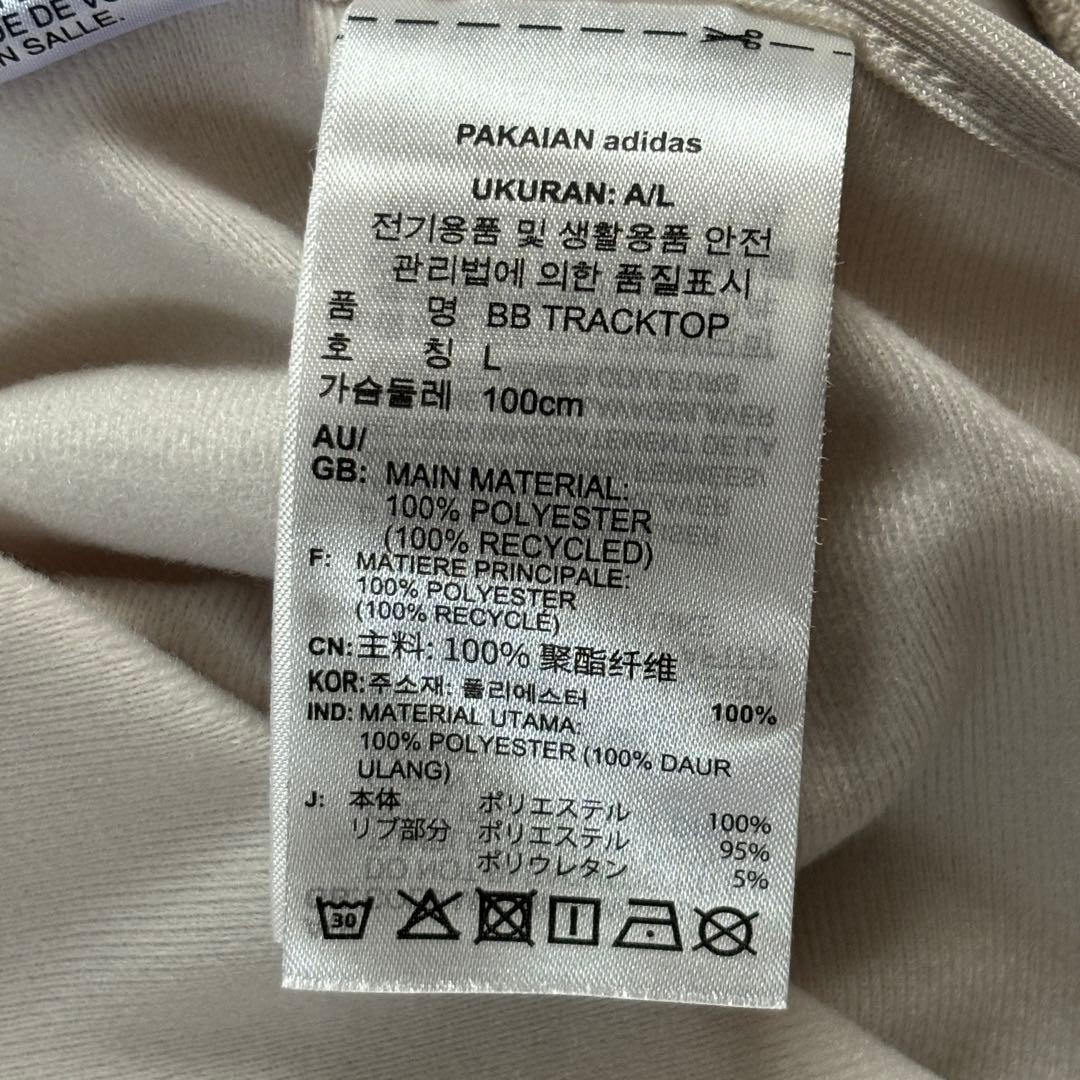 DE DE
N SALLE.
PAKAIAN adidas
UKURAN: A/L
전기용품 및 생활용품 안전
관리법에 의한 품질표시
품 명 BB TRACKTOP
호 칭 L
가슴둘레 100cm
AU/
GB: MAIN MATERIAL:
100% POLYESTER
(100% RECYCLED)
F: MATIERE PRINCIPALE:
100% POLYESTER
(100% RECYCLE)
CN: 主料: 100% 聚酯纤维
KOR: 주소재: 폴리에스터 100%
IND: MATERIAL UTAMA:
100% POLYESTER (100% DAUR
ULANG)
J: 本体 ポリエステル 100%
リブ部分 ポリエステル 95%
ポリウレタン 5%
30